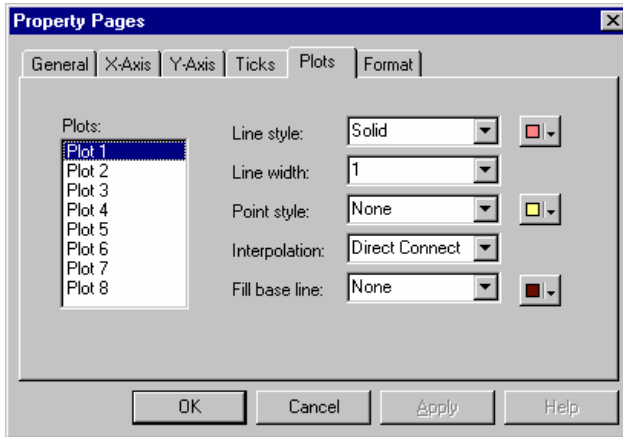 Property Pages
General X-Axis Y-Axis Ticks Plots Format
Plots:
Plot 1
Plot 2
Plot 3
Plot 4
Plot 5
Plot 6
Plot 7
Plot 8
Line style: Solid
Line width: 1
Point style: None
Interpolation: Direct Connect
Fill base line: None
OK Cancel Apply Help